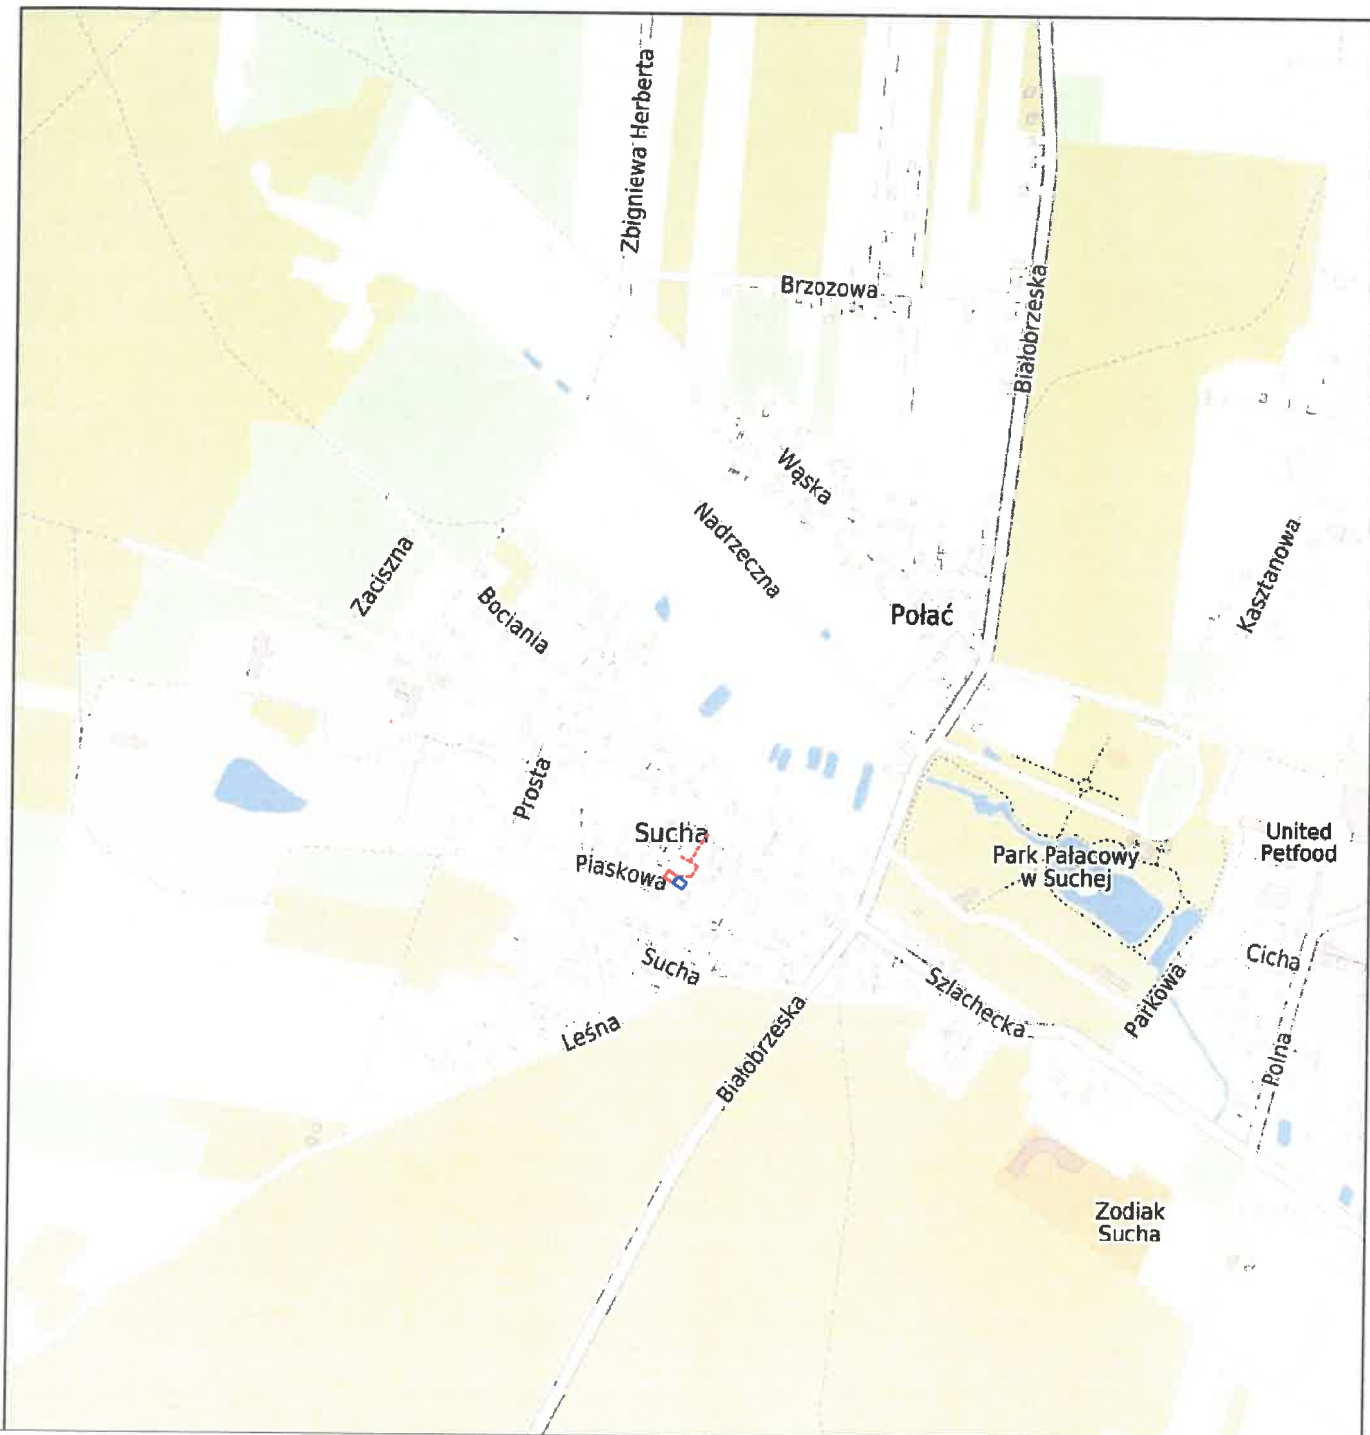 Zbigniewa Herberta
Brzozowa
Białobrzeska
Wąska
Nadrzeczna
Kasztanowa
Zaciszna
Bociania
Połać
Prosta
Sucha
Piaskowa
United
Petfood
Park Pałacowy
w Suchej
Sucha
Cicha
Szlachecka
Parkowa
Leśna
Białobrzeska
Polna
Zodiak
Sucha